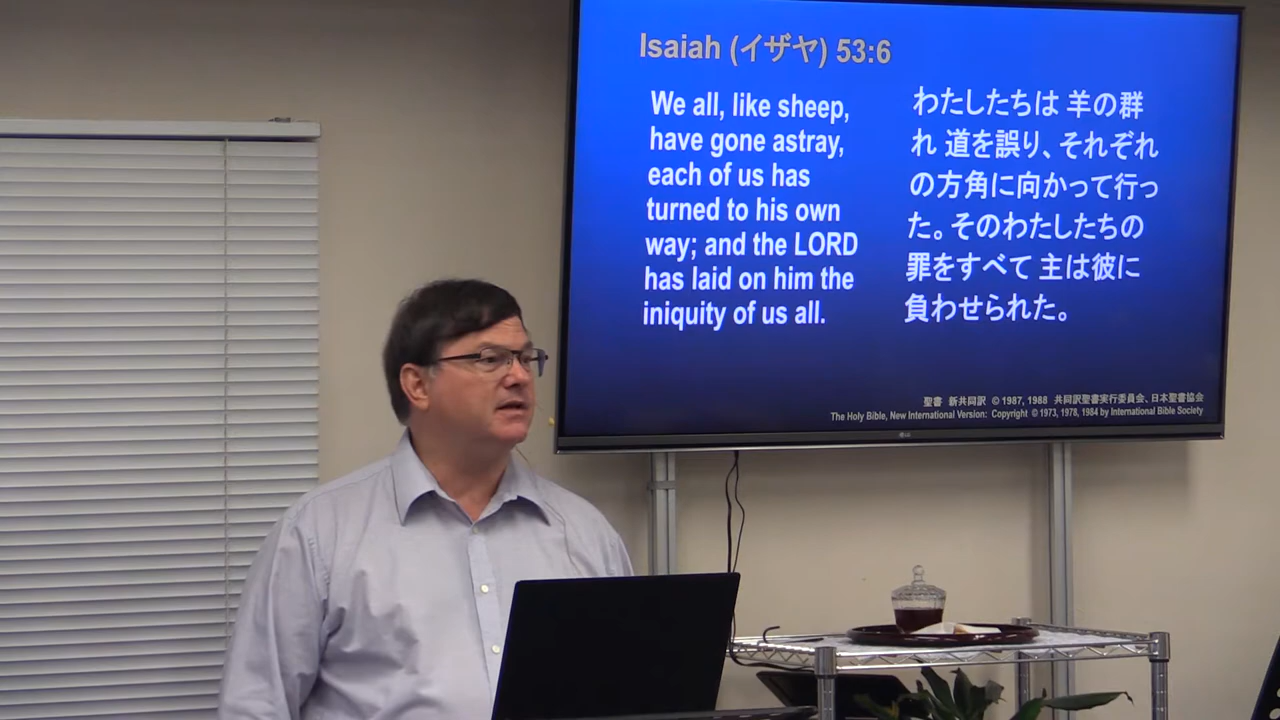 Isaiah (イザヤ) 53:6
We all, like sheep,
have gone astray,
each of us has
turned to his own
way; and the LORD
has laid on him the
iniquity of us all.
わたしたちは 羊の群
れ 道を誤り、それぞれ
の方角に向かって行っ
た。そのわたしたちの
罪をすべて 主は彼に
負わせられた。
聖書 新共同訳 © 1987, 1988 共同訳聖書実行委員会、日本聖書協会
The Holy Bible, New International Version: Copyright © 1973, 1978, 1984 by International Bible Society
LG